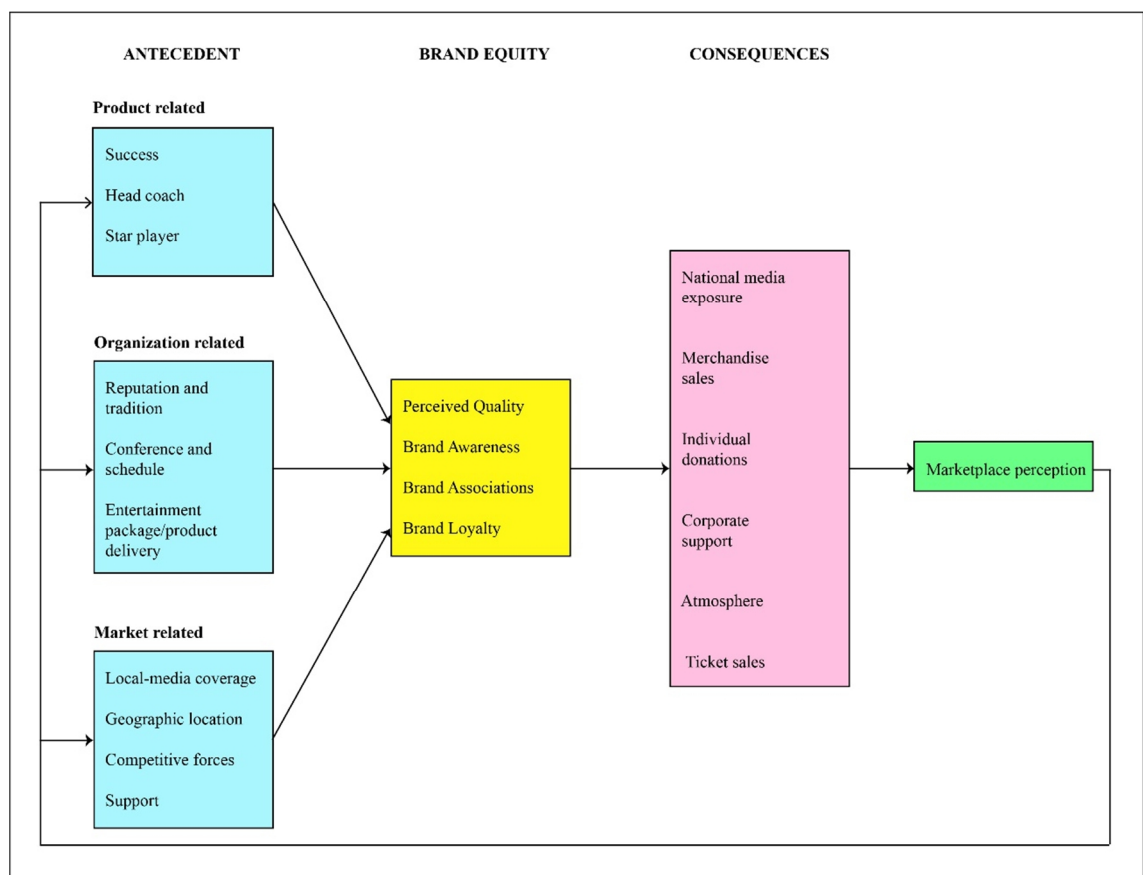 ANTECEDENT
BRAND EQUITY
CONSEQUENCES
Product related
Success
Head coach
Star player
Organization related
Reputation and
tradition
Conference and
schedule
Entertainment
package/product
delivery
Market related
Local-media coverage
Geographic location
Competitive forces
Support
Perceived Quality
Brand Awareness
Brand Associations
Brand Loyalty
National media
exposure
Merchandise
sales
Individual
donations
Corporate
support
Atmosphere
Ticket sales
Marketplace perception